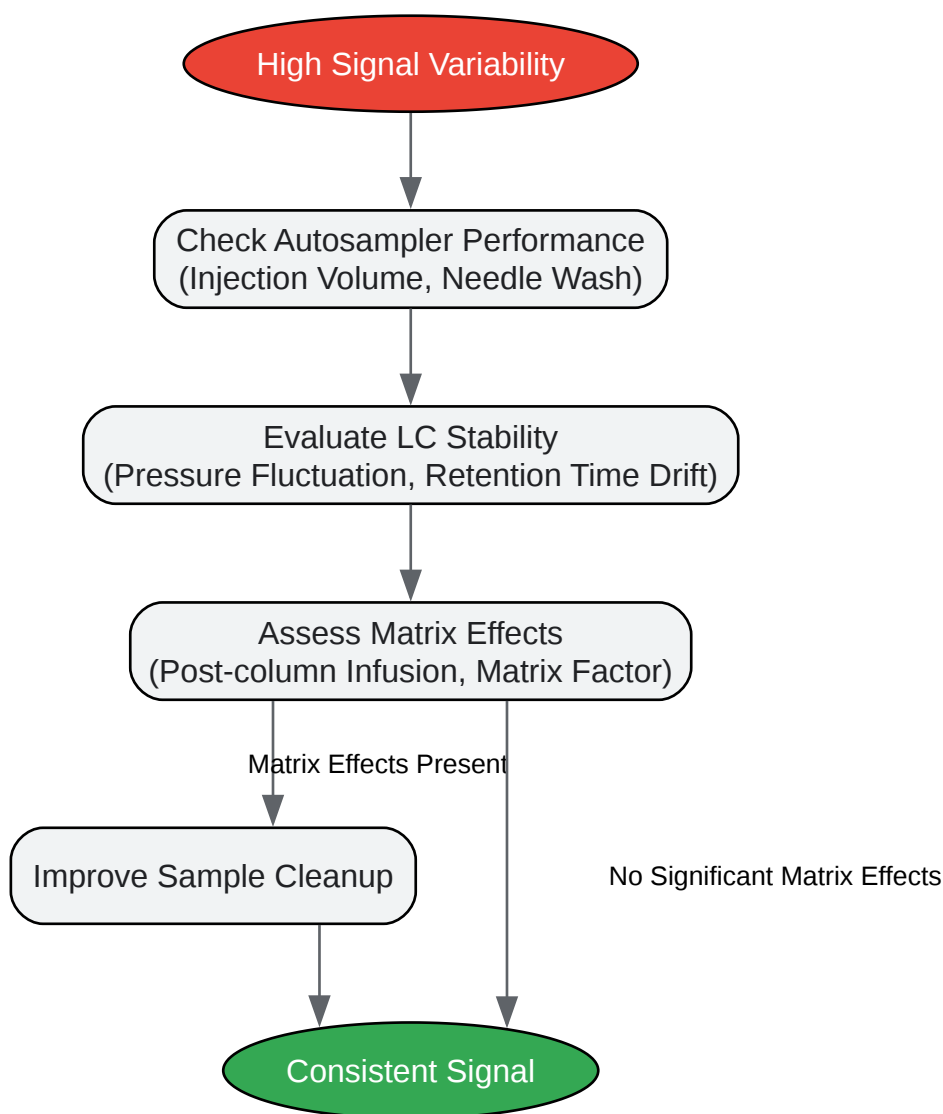 High Signal Variability
Check Autosampler Performance
(Injection Volume, Needle Wash)
Evaluate LC Stability
(Pressure Fluctuation, Retention Time Drift)
Assess Matrix Effects
(Post-column Infusion, Matrix Factor)
Matrix Effects Present
Improve Sample Cleanup
No Significant Matrix Effects
Consistent Signal